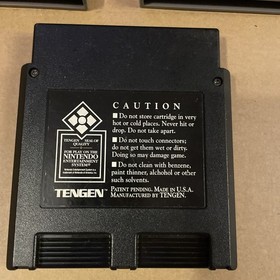 CAUTION
■ Do not store cartridge in very
hot or cold places. Never hit or
drop. Do not take apart.
■ Do not touch connectors;
do not get them wet or dirty.
Doing so may damage game.
■ Do not clean with benzene,
paint thinner, alcohol or other
such solvents.
PATENT PENDING. MADE IN U.S.A.
MANUFACTURED BY TENGEN.
TENGEN SEAL OF
QUALITY
FOR PLAY ON THE
NINTENDO
ENTERTAINMENT
SYSTEM®
TENGEN